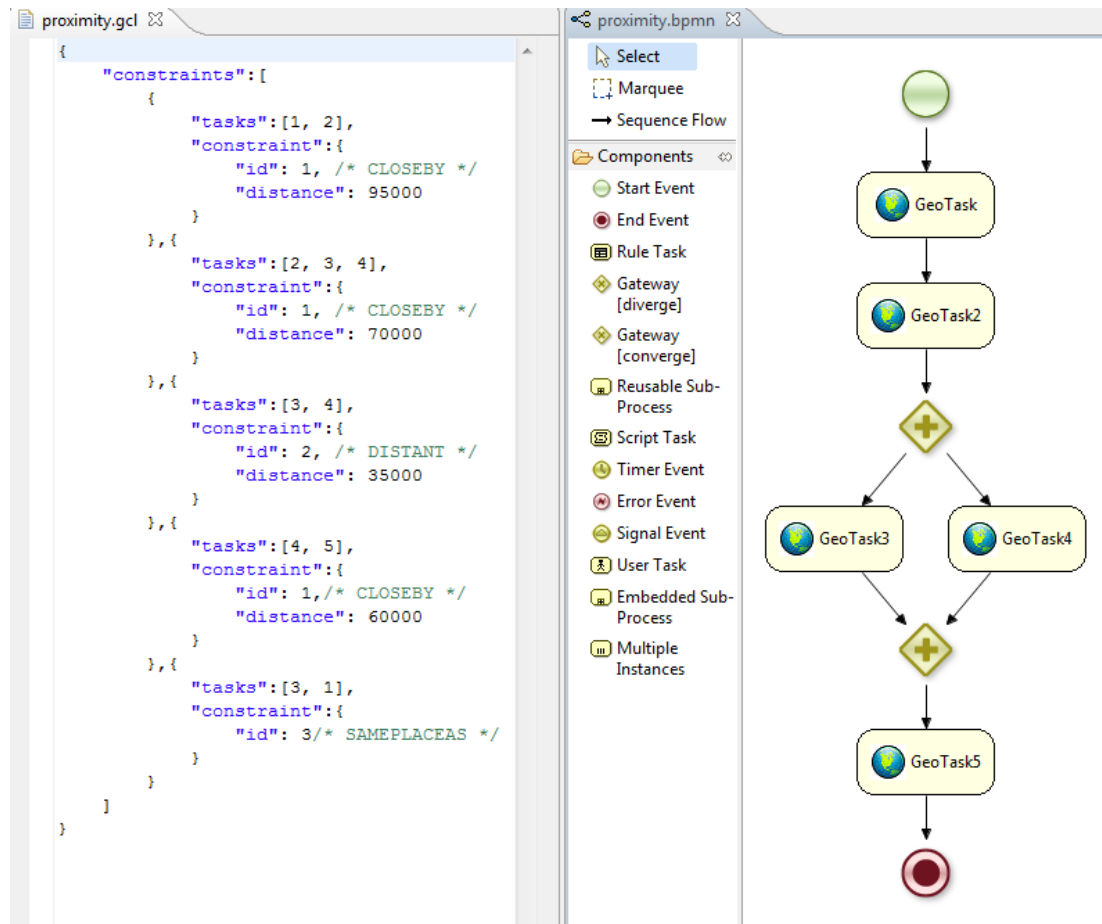 proximity.gcl
{
"constraints":[
{
"tasks":[1, 2],
"constraint":{
"id": 1, /* CLOSEBY */
"distance": 95000
}
},{
"tasks":[2, 3, 4],
"constraint":{
"id": 1, /* CLOSEBY */
"distance": 70000
}
},{
"tasks":[3, 4],
"constraint":{
"id": 2, /* DISTANT */
"distance": 35000
}
},{
"tasks":[4, 5],
"constraint":{
"id": 1,/* CLOSEBY */
"distance": 60000
}
},{
"tasks":[3, 1],
"constraint":{
"id": 3/* SAMEPLACEAS */
}
}
]
}
proximity.bpmn
Select
Marquee
Sequence Flow
Components
Start Event
End Event
Rule Task
Gateway
[diverge]
Gateway
[converge]
Reusable Sub-
Process
Script Task
Timer Event
Error Event
Signal Event
User Task
Embedded Sub-
Process
Multiple
Instances
GeoTask
GeoTask2
GeoTask3
GeoTask4
GeoTask5